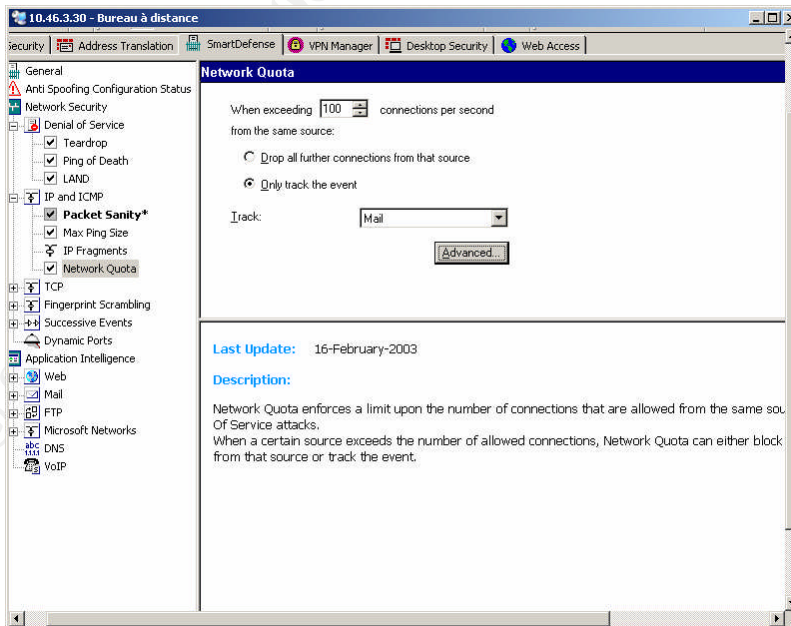 10.46.3.30 - Bureau à distance
Security Address Translation SmartDefense VPN Manager Desktop Security Web Access
General
Anti Spoofing Configuration Status
Network Security
Denial of Service
Teardrop
Ping of Death
LAND
IP and ICMP
Packet Sanity*
Max Ping Size
IP Fragments
Network Quota
TCP
Fingerprint Scrambling
Successive Events
Dynamic Ports
Application Intelligence
Web
Mail
FTP
Microsoft Networks
DNS
VoIP
Network Quota
When exceeding 100 connections per second
from the same source:
Drop all further connections from that source
Only track the event
Track: Mail
Advanced...
Last Update: 16-February-2003
Description:
Network Quota enforces a limit upon the number of connections that are allowed from the same sou
Of Service attacks.
When a certain source exceeds the number of allowed connections, Network Quota can either block
from that source or track the event.